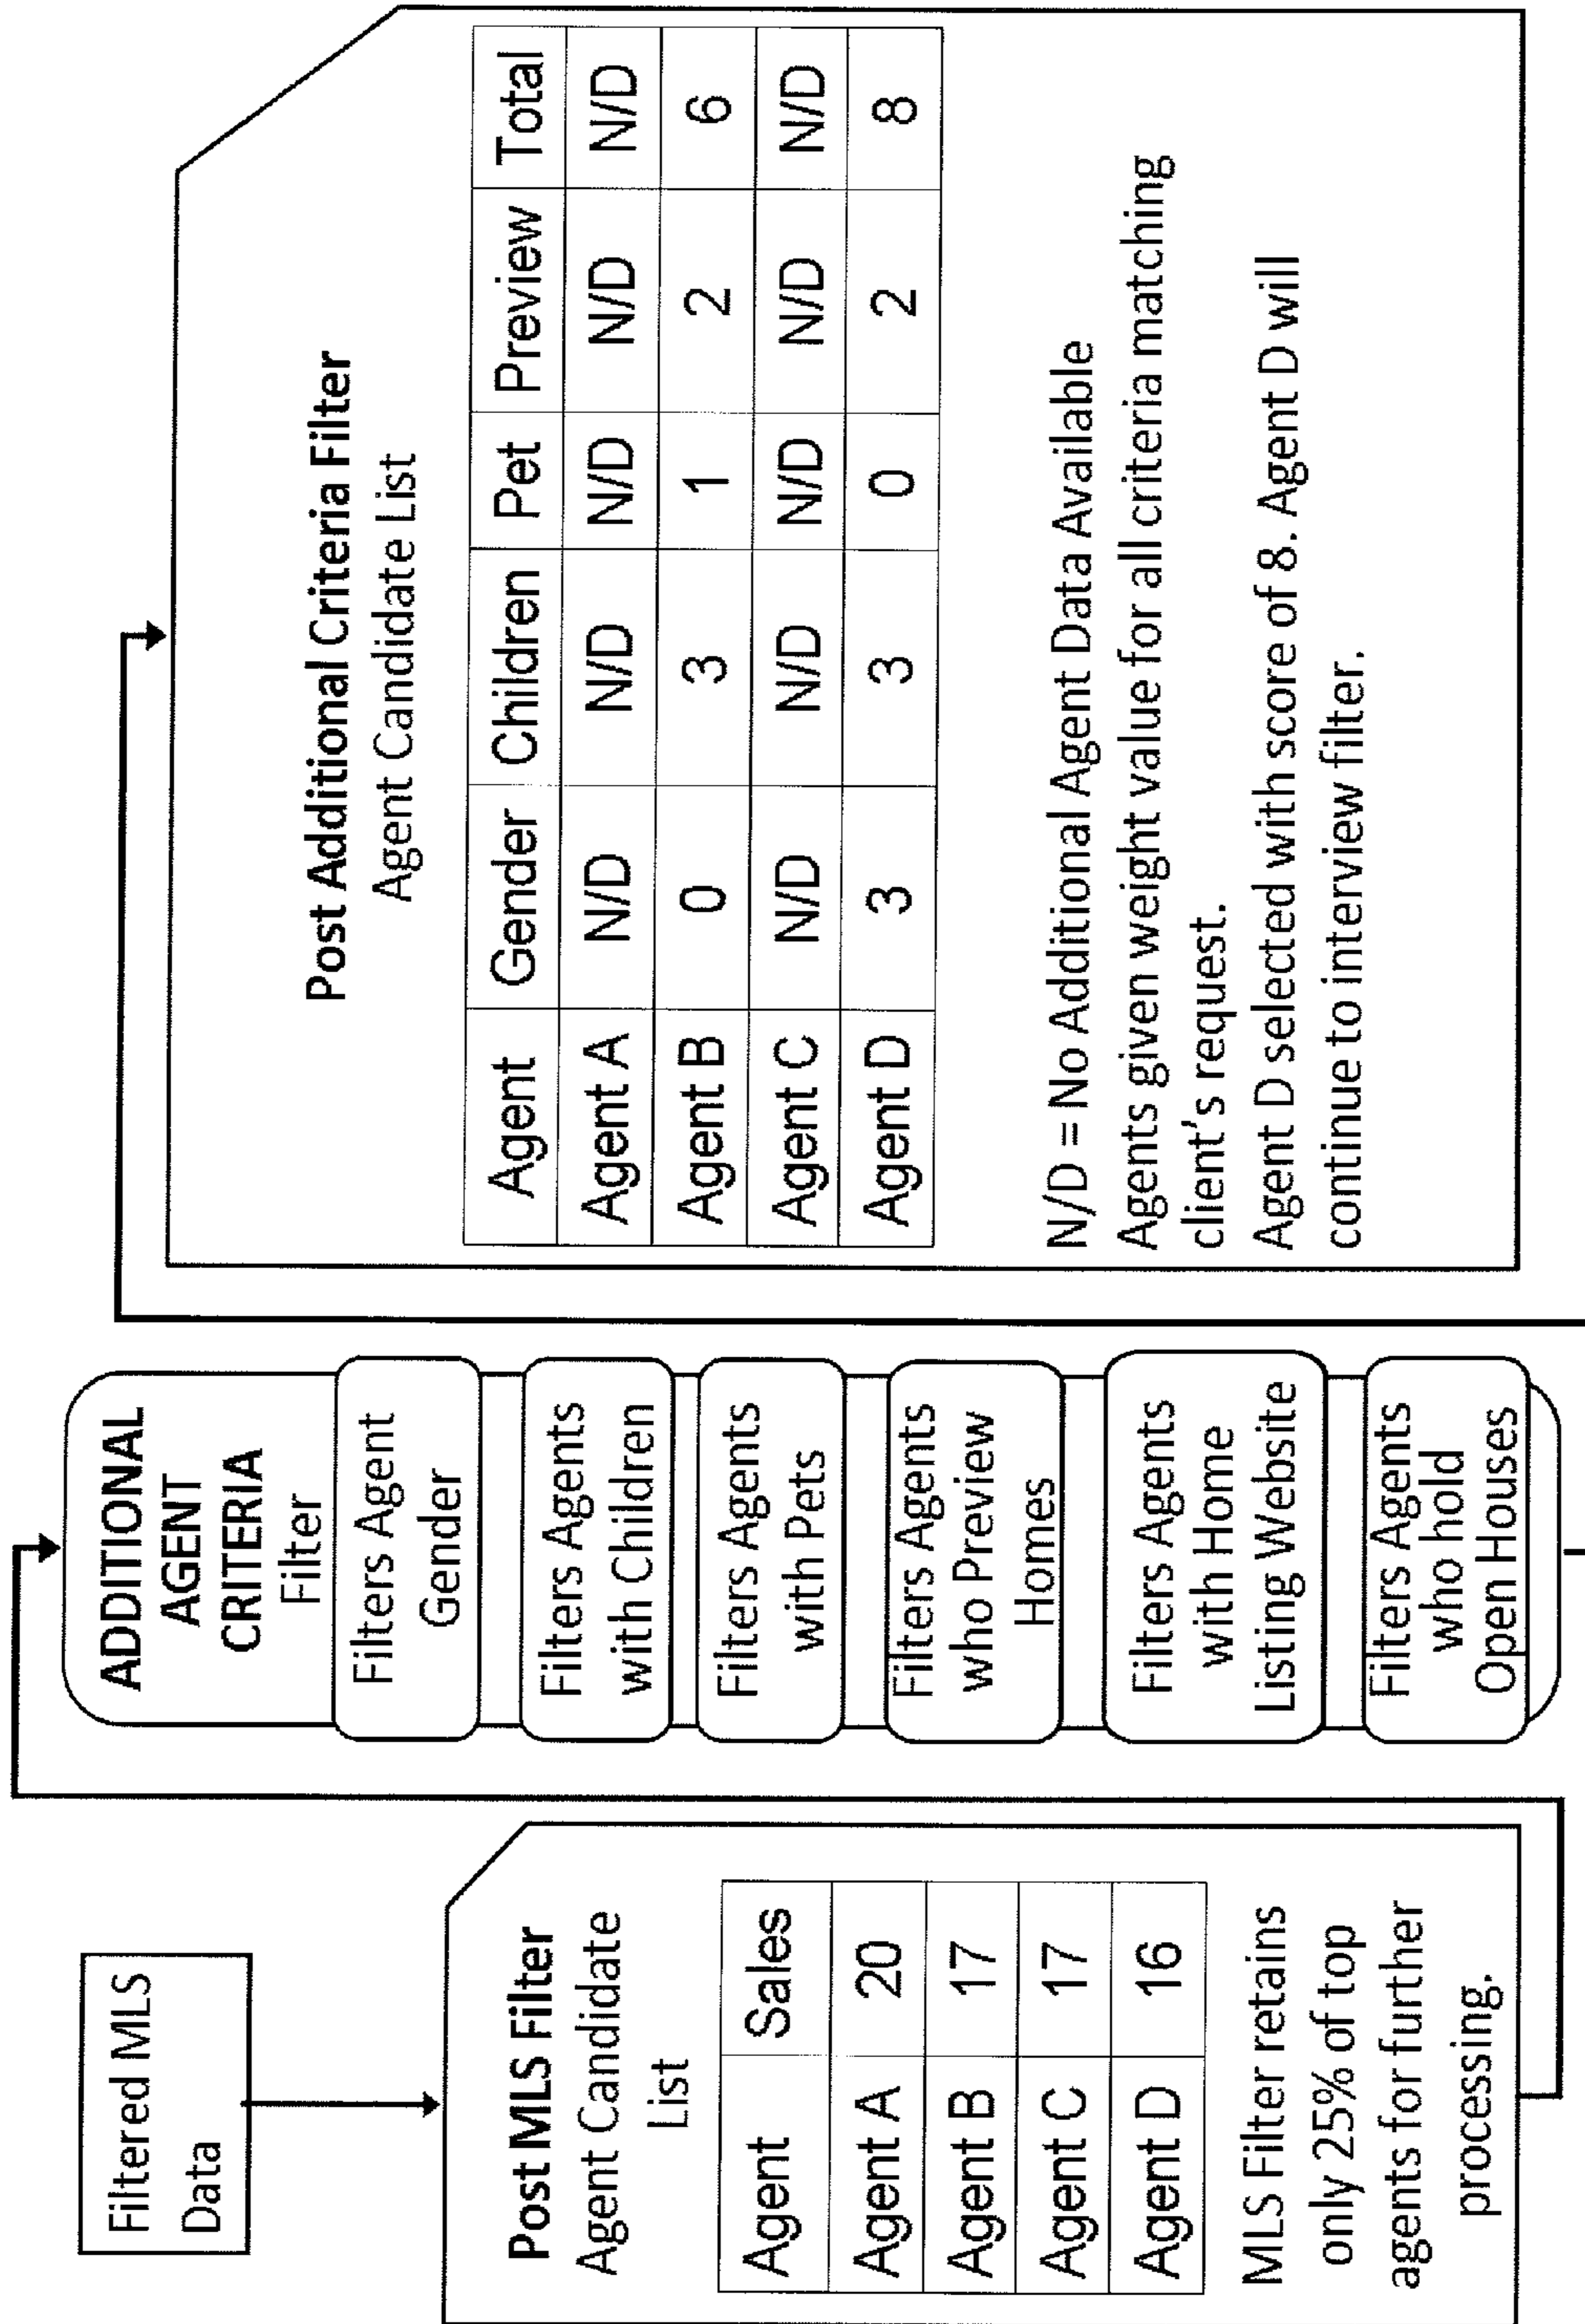 Filtered MLS
Data
Post MLS Filter
Agent Candidate
List
Agent Sales
Agent A 20
Agent B 17
Agent C 17
Agent D 16
MLS Filter retains
only 25% of top
agents for further
processing.
ADDITIONAL
AGENT
CRITERIA
Filter
Filters Agent
Gender
Filters Agents
with Children
Filters Agents
with Pets
Filters Agents
who Preview
Homes
Filters Agents
with Home
Listing Website
Filters Agents
who hold
Open Houses
Post Additional Criteria Filter
Agent Candidate List
Agent Gender Children Pet Preview Total
Agent A N/D N/D N/D N/D N/D
Agent B 0 3 1 2 6
Agent C N/D N/D N/D N/D N/D
Agent D 3 3 0 2 8
N/D = No Additional Agent Data Available
Agents given weight value for all criteria matching
client's request.
Agent D selected with score of 8. Agent D will
continue to interview filter.